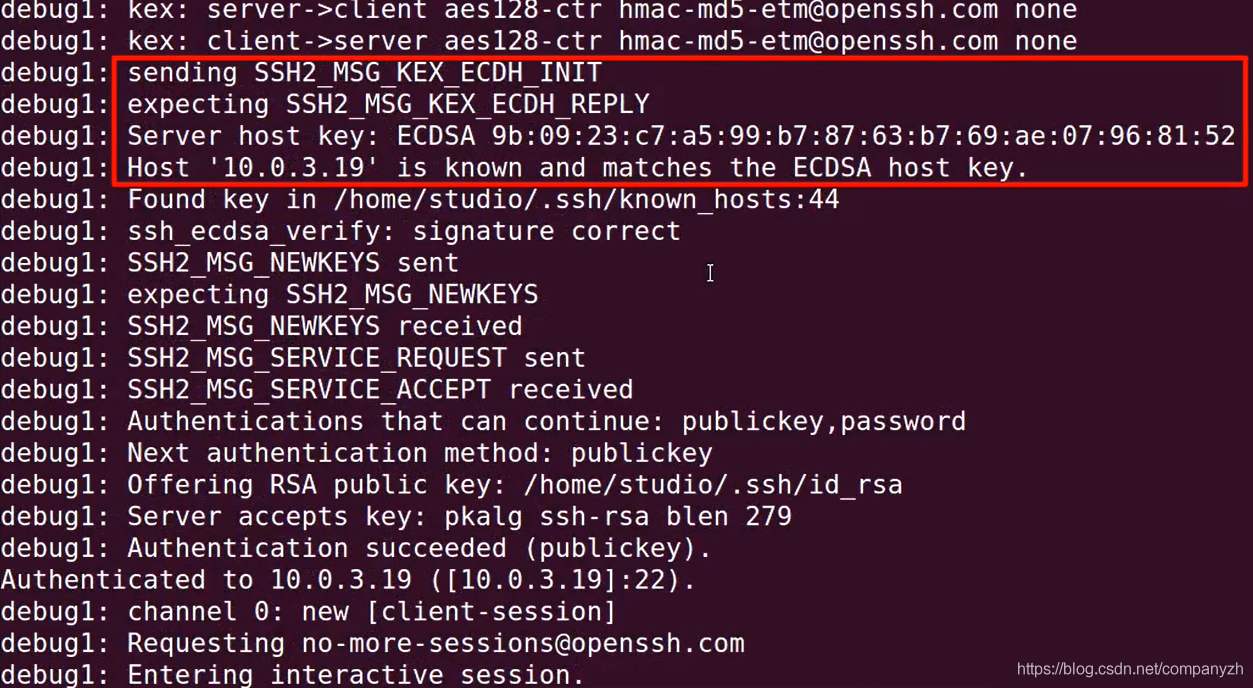 debug1: kex: server->client aes128-ctr hmac-md5-etm@openssh.com none
debug1: kex: client->server aes128-ctr hmac-md5-etm@openssh.com none
debug1: sending SSH2_MSG_KEX_ECDH_INIT
debug1: expecting SSH2_MSG_KEX_ECDH_REPLY
debug1: Server host key: ECDSA 9b:09:23:c7:a5:99:b7:87:63:b7:69:ae:07:96:81:52
debug1: Host '10.0.3.19' is known and matches the ECDSA host key.
debug1: Found key in /home/studio/.ssh/known_hosts:44
debug1: ssh_ecdsa_verify: signature correct
debug1: SSH2_MSG_NEWKEYS sent
debug1: expecting SSH2_MSG_NEWKEYS
debug1: SSH2_MSG_NEWKEYS received
debug1: SSH2_MSG_SERVICE_REQUEST sent
debug1: SSH2_MSG_SERVICE_ACCEPT received
debug1: Authentications that can continue: publickey,password
debug1: Next authentication method: publickey
debug1: Offering RSA public key: /home/studio/.ssh/id_rsa
debug1: Server accepts key: pkalg ssh-rsa blen 279
debug1: Authentication succeeded (publickey).
Authenticated to 10.0.3.19 ([10.0.3.19]:22).
debug1: channel 0: new [client-session]
debug1: Requesting no-more-sessions@openssh.com
debug1: Entering interactive session.
https://blog.csdn.net/companyzh